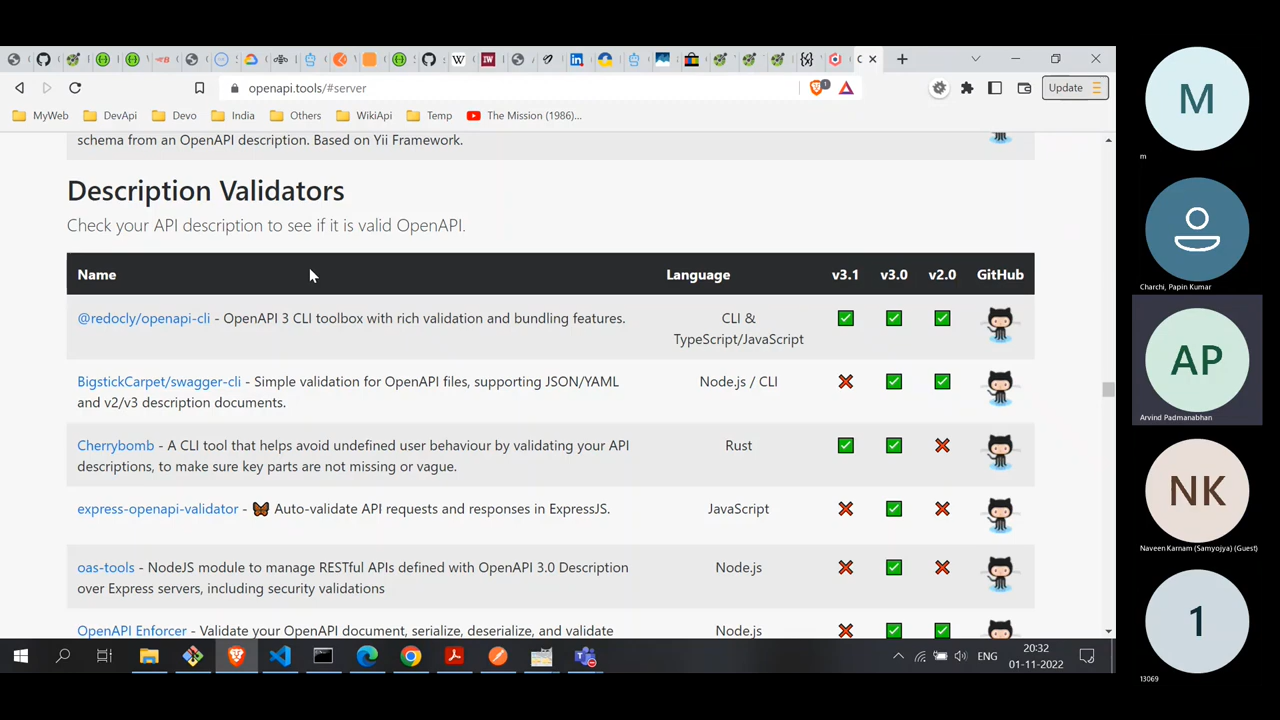 openapi.tools/#server
1
Update
MyWeb
DevApi
Devo
India
Others
WikiApi
Temp
The Mission (1986)...
schema from an OpenAPI description. Based on Yii Framework.
Description Validators
Check your API description to see if it is valid OpenAPI.
Name Language v3.1 v3.0 v2.0 GitHub
@redocly/openapi-cli - OpenAPI 3 CLI toolbox with rich validation and bundling features.
CLI &
TypeScript/JavaScript
BigstickCarpet/swagger-cli - Simple validation for OpenAPI files, supporting JSON/YAML
and v2/v3 description documents.
Node.js / CLI
Cherrybomb - A CLI tool that helps avoid undefined user behaviour by validating your API
descriptions, to make sure key parts are not missing or vague.
Rust
express-openapi-validator - 🦋 Auto-validate API requests and responses in ExpressJS.
JavaScript
oas-tools - NodeJS module to manage RESTful APIs defined with OpenAPI 3.0 Description
over Express servers, including security validations
Node.js
OpenAPI Enforcer - Validate your OpenAPI document, serialize, deserialize, and validate
Node.js
ENG
20:32
01-11-2022
M
m
Charchi, Papin Kumar
AP
Arvind Padmanabhan
NK
Naveen Karnam (Samyojya) (Guest)
1
13069